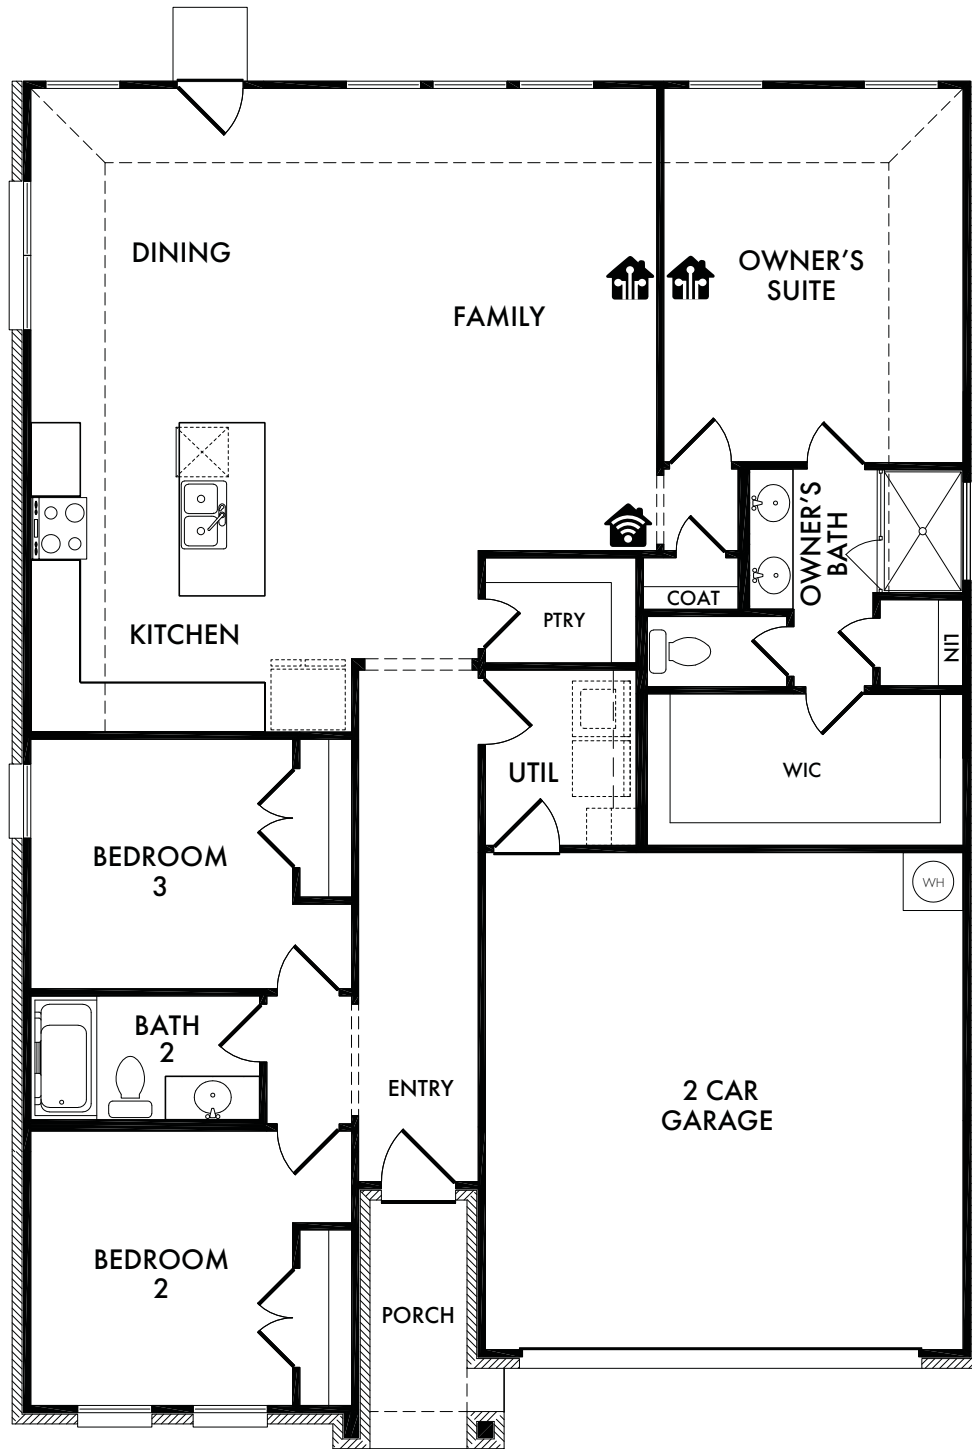 DINING
OWNER'S
SUITE
FAMILY
OWNER'S
BATH
COAT
PTRY
KITCHEN
LIN
UTIL
WIC
BEDROOM
3
WH
BATH
2
ENTRY
2 CAR
GARAGE
BEDROOM
2
PORCH